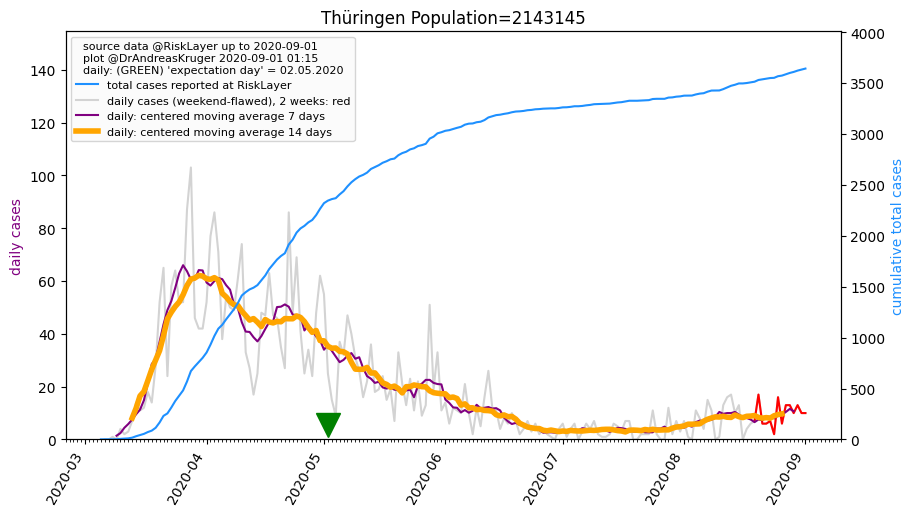 Thüringen Population=2143145
source data @RiskLayer up to 2020-09-01
plot @DrAndreasKruger 2020-09-01 01:15
daily: (GREEN) 'expectation day' = 02.05.2020
total cases reported at RiskLayer
daily cases (weekend-flawed), 2 weeks: red
daily: centered moving average 7 days
daily: centered moving average 14 days
daily cases
140
120
100
80
60
40
20
0
4000
3500
3000
2500
2000
1500
1000
500
0
cumulative total cases
2020-03
2020-04
2020-05
2020-06
2020-07
2020-08
2020-09